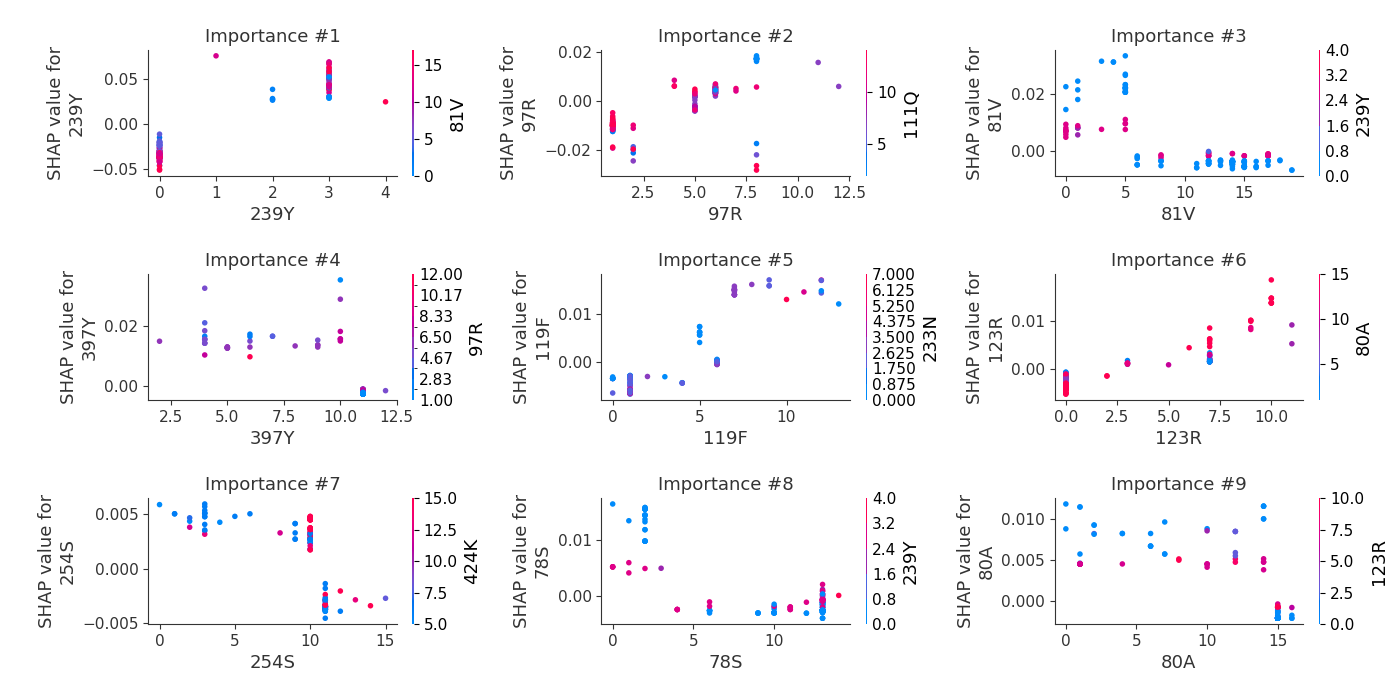 Importance #1
SHAP value for
239Y
0.05
0.00
−0.05
0 1 2 3 4
239Y
15
10
5
0
81V
Importance #2
SHAP value for
97R
0.02
0.00
−0.02
2.5 5.0 7.5 10.0 12.5
97R
10
5
111Q
Importance #3
SHAP value for
81V
0.02
0.00
0 5 10 15
81V
4.0
3.2
2.4
1.6
0.8
0.0
239Y
Importance #4
SHAP value for
397Y
0.02
0.00
2.5 5.0 7.5 10.0 12.5
397Y
12.00
10.17
8.33
6.50
4.67
2.83
1.00
97R
Importance #5
SHAP value for
119F
0.01
0.00
5 10
119F
7.000
6.125
5.250
4.375
3.500
2.625
1.750
0.875
0.000
233N
Importance #6
SHAP value for
123R
0.01
0.00
0.0 2.5 5.0 7.5 10.0
123R
15
10
5
80A
Importance #7
SHAP value for
254S
0.005
0.000
−0.005
0 5 10 15
254S
15.0
12.5
10.0
7.5
5.0
424K
Importance #8
SHAP value for
78S
0.01
0.00
0 5 10
78S
4.0
3.2
2.4
1.6
0.8
0.0
239Y
Importance #9
SHAP value for
80A
0.010
0.005
0.000
0 5 10 15
80A
10.0
7.5
5.0
2.5
0.0
123R